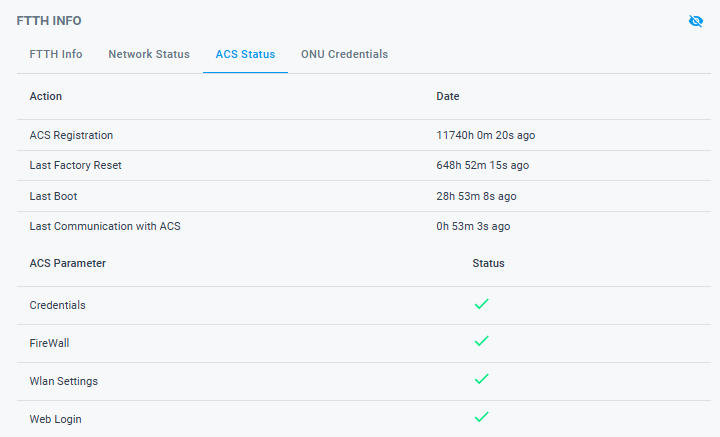 FTTH INFO
FTTH Info Network Status ACS Status ONU Credentials
Action Date
ACS Registration 11740h 0m 20s ago
Last Factory Reset 648h 52m 15s ago
Last Boot 28h 53m 8s ago
Last Communication with ACS 0h 53m 3s ago
ACS Parameter Status
Credentials
FireWall
Wlan Settings
Web Login